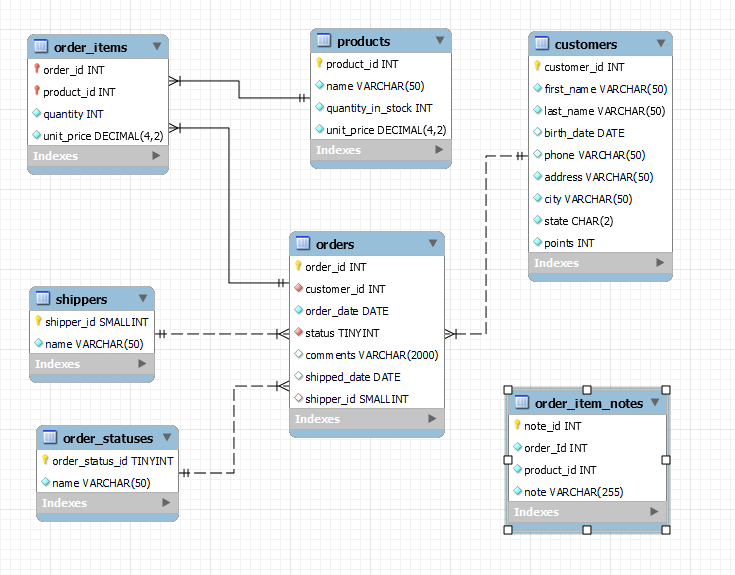 order_items
order_id INT
product_id INT
quantity INT
unit_price DECIMAL(4,2)
Indexes
products
product_id INT
name VARCHAR(50)
quantity_in_stock INT
unit_price DECIMAL(4,2)
Indexes
customers
customer_id INT
first_name VARCHAR(50)
last_name VARCHAR(50)
birth_date DATE
phone VARCHAR(50)
address VARCHAR(50)
city VARCHAR(50)
state CHAR(2)
points INT
Indexes
orders
order_id INT
customer_id INT
order_date DATE
status TINYINT
comments VARCHAR(2000)
shipped_date DATE
shipper_id SMALLINT
Indexes
shippers
shipper_id SMALLINT
name VARCHAR(50)
Indexes
order_statuses
order_status_id TINYINT
name VARCHAR(50)
Indexes
order_item_notes
note_id INT
order_Id INT
product_id INT
note VARCHAR(255)
Indexes